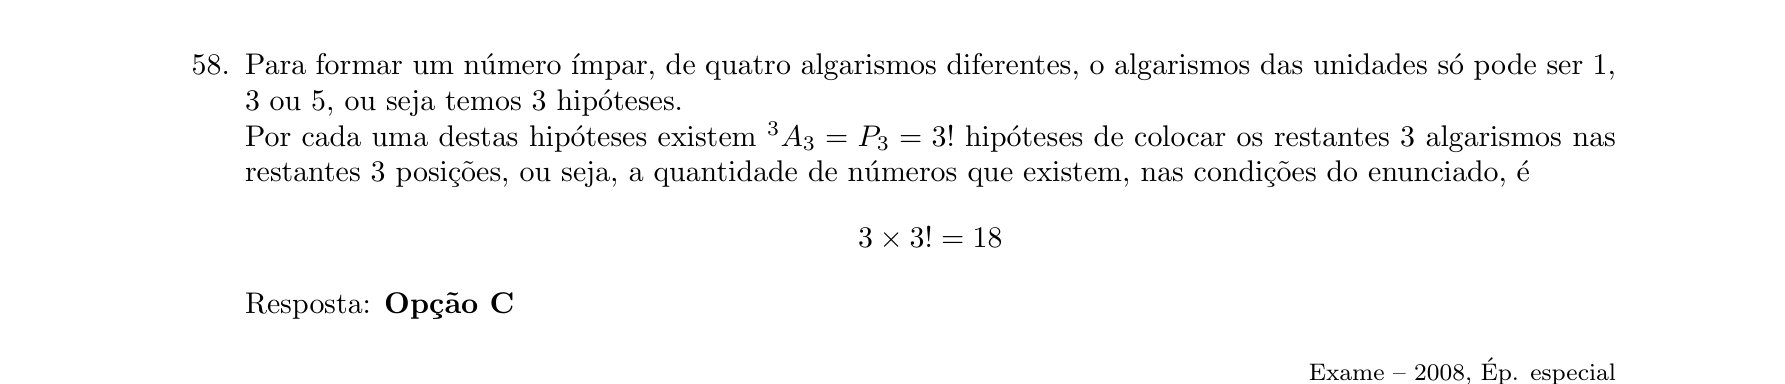 58. Para formar um número ímpar, de quatro algarismos diferentes, o algarismos das unidades só pode ser 1,
3 ou 5, ou seja temos 3 hipóteses.
Por cada uma destas hipóteses existem ³A₃ = P₃ = 3! hipóteses de colocar os restantes 3 algarismos nas
restantes 3 posições, ou seja, a quantidade de números que existem, nas condições do enunciado, é
3 × 3! = 18
Resposta: Opção C
Exame – 2008, Ép. especial